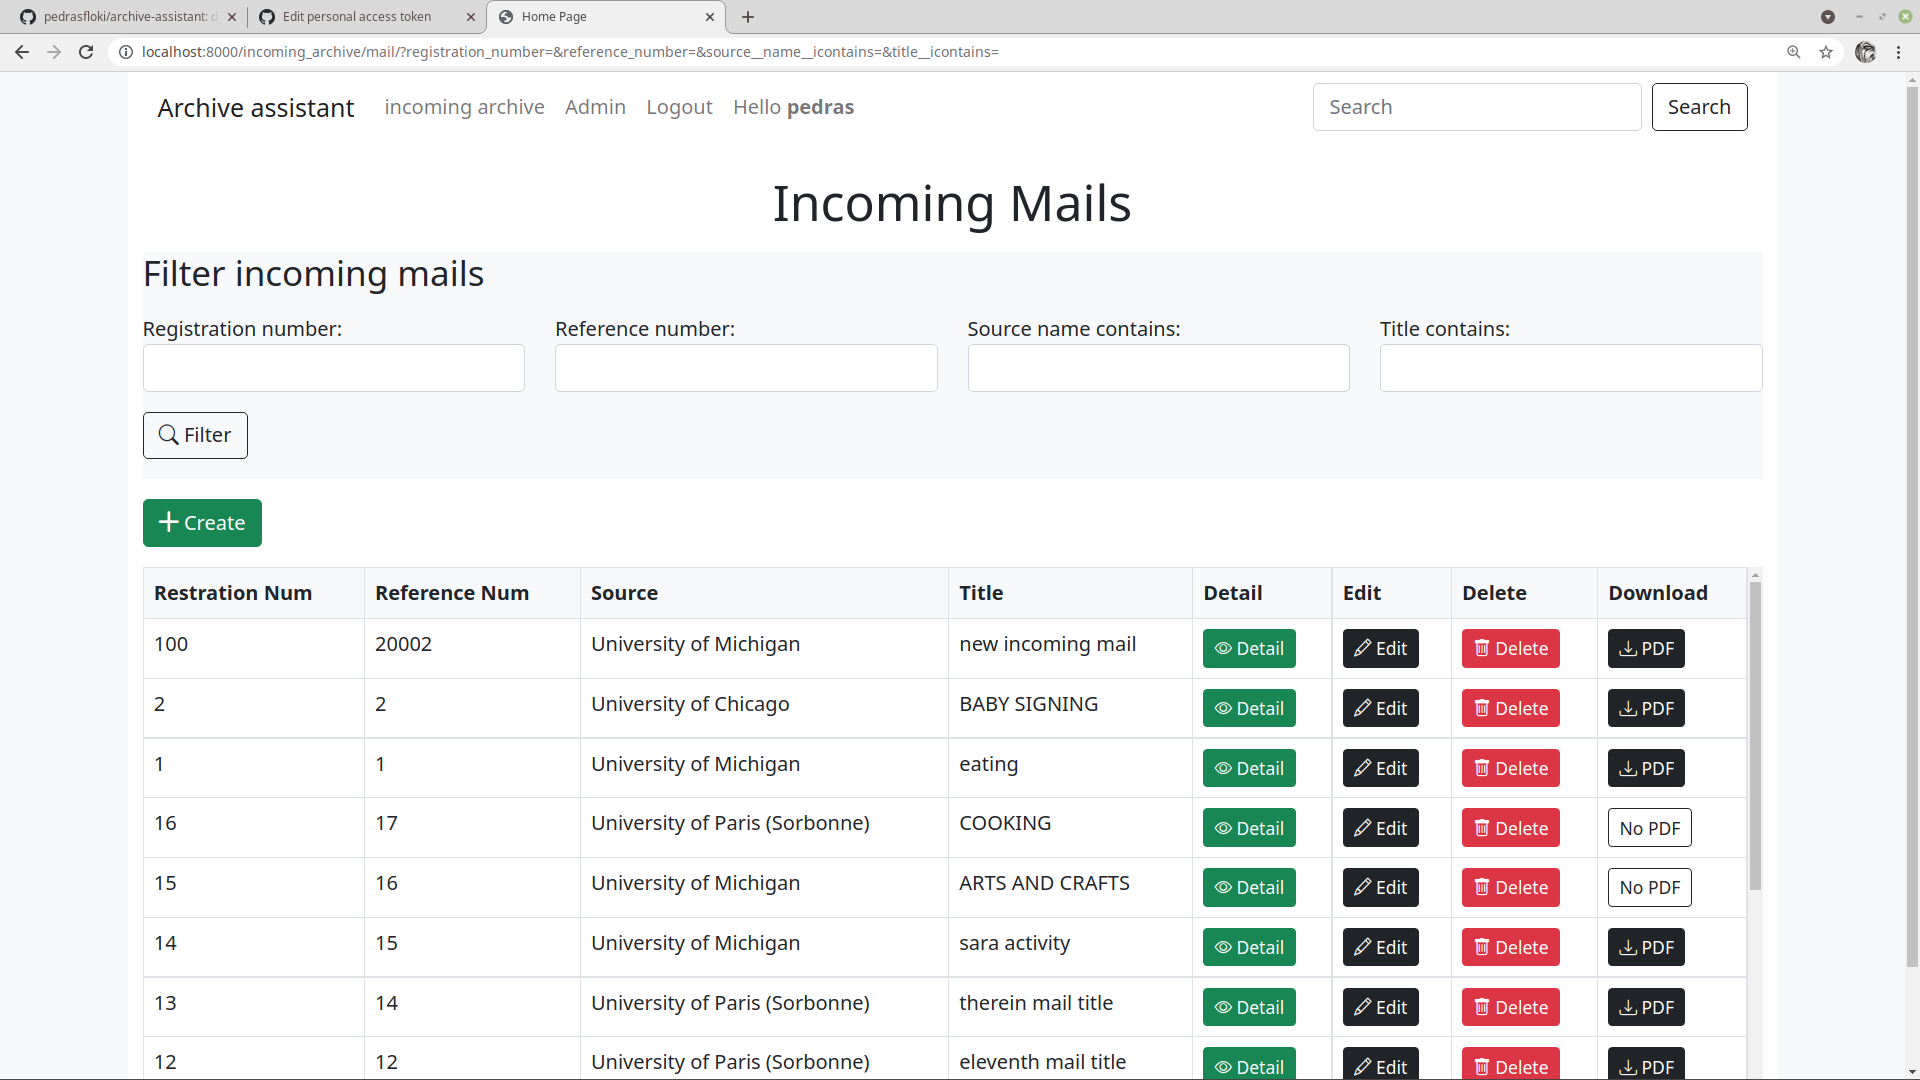 pedrasfloki/archive-assistant: d
Edit personal access token
Home Page
localhost:8000/incoming_archive/mail/?registration_number=&reference_number=&source__name__icontains=&title__icontains=
Archive assistant incoming archive Admin Logout Hello pedras Search Search
Incoming Mails
Filter incoming mails
Registration number: Reference number: Source name contains: Title contains:
Filter
Create
Restration Num Reference Num Source Title Detail Edit Delete Download
100 20002 University of Michigan new incoming mail Detail Edit Delete PDF
2 2 University of Chicago BABY SIGNING Detail Edit Delete PDF
1 1 University of Michigan eating Detail Edit Delete PDF
16 17 University of Paris (Sorbonne) COOKING Detail Edit Delete No PDF
15 16 University of Michigan ARTS AND CRAFTS Detail Edit Delete No PDF
14 15 University of Michigan sara activity Detail Edit Delete PDF
13 14 University of Paris (Sorbonne) therein mail title Detail Edit Delete PDF
12 12 University of Paris (Sorbonne) eleventh mail title Detail Edit Delete PDF